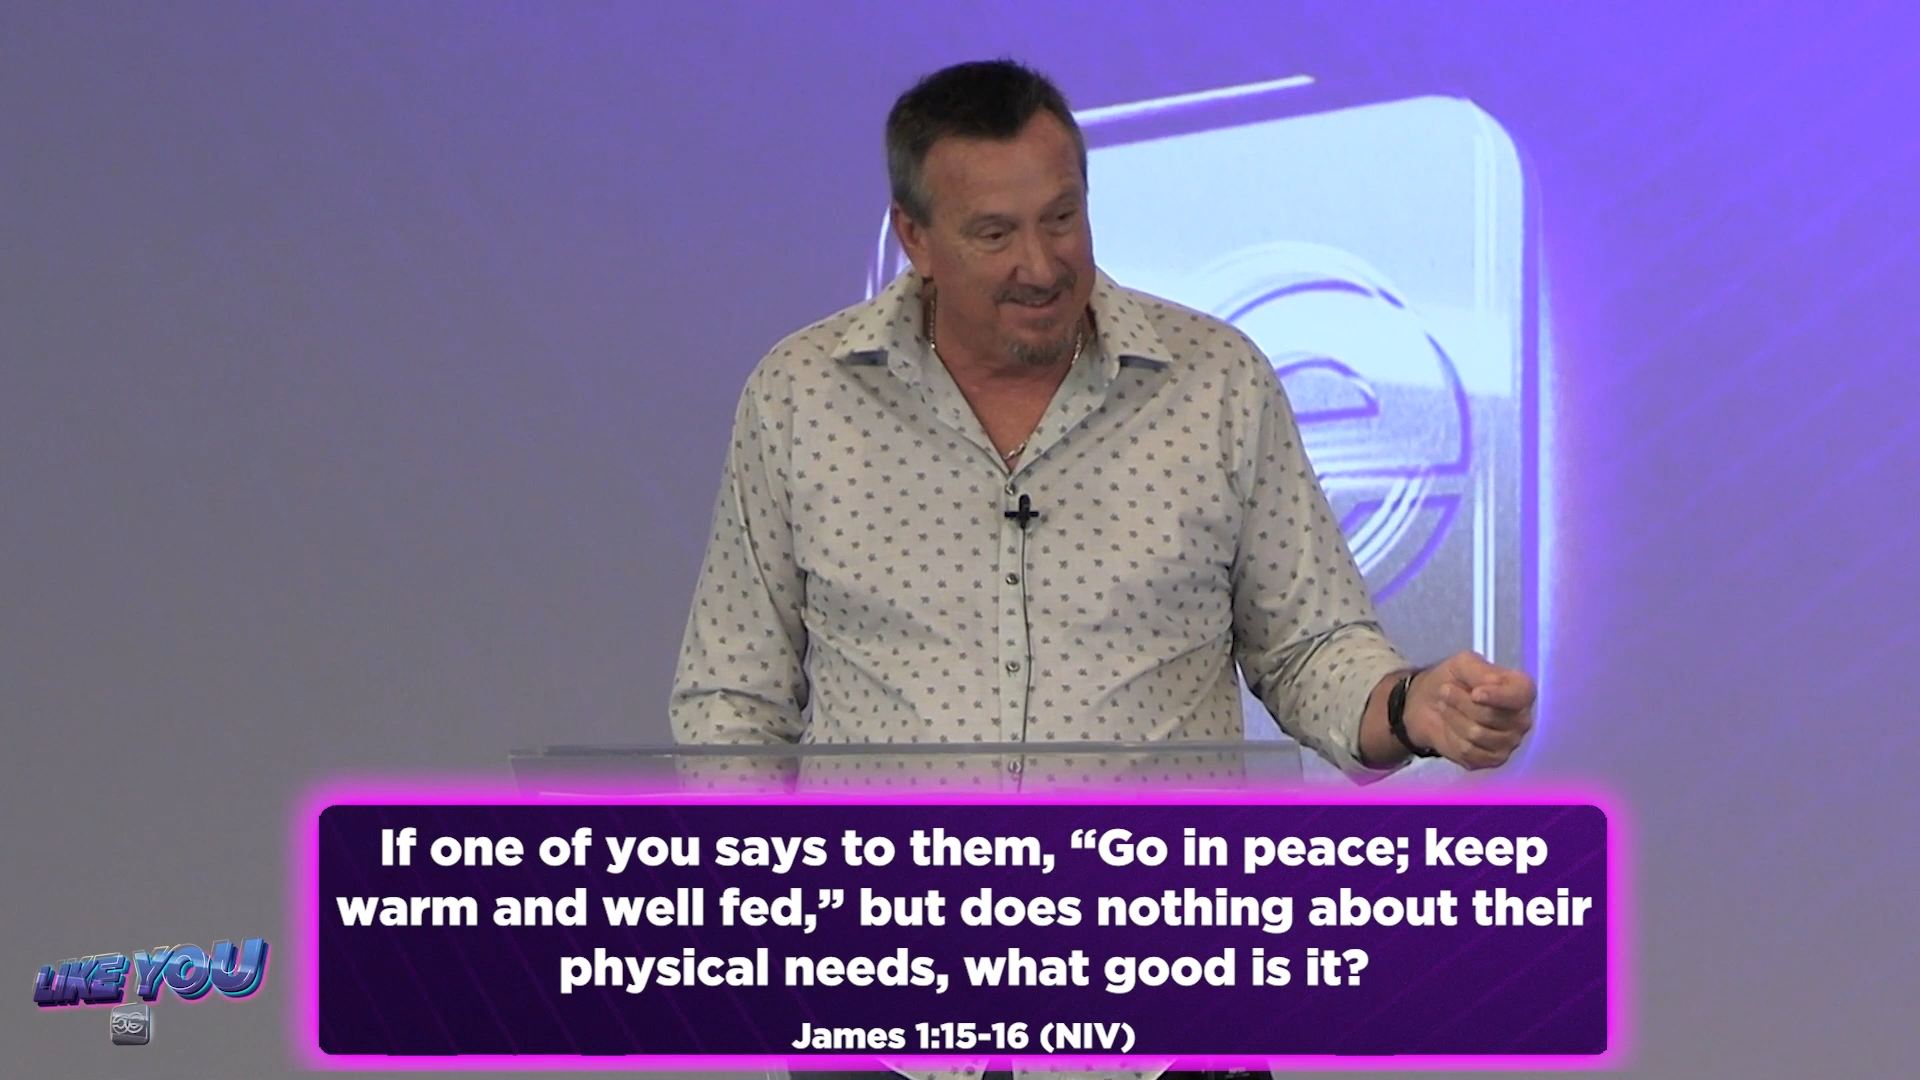 If one of you says to them, “Go in peace; keep
warm and well fed,” but does nothing about their
physical needs, what good is it?
James 1:15-16 (NIV)
LIKE YOU
e